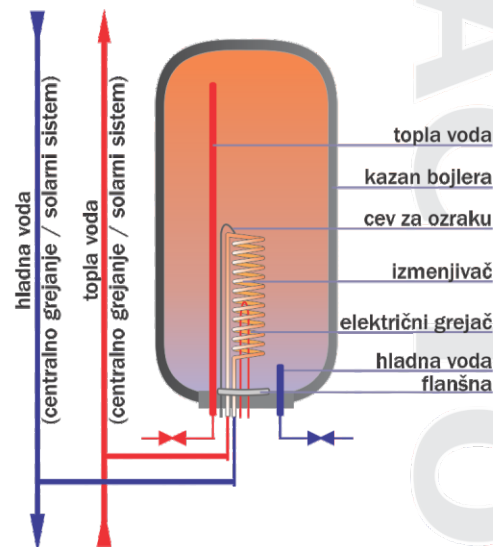 hladna voda
(centralno grejanje / solarni sistem)
topla voda
(centralno grejanje / solarni sistem)
topla voda
kazan bojlera
cev za ozraku
izmenjivač
električni grejač
hladna voda
flanšna